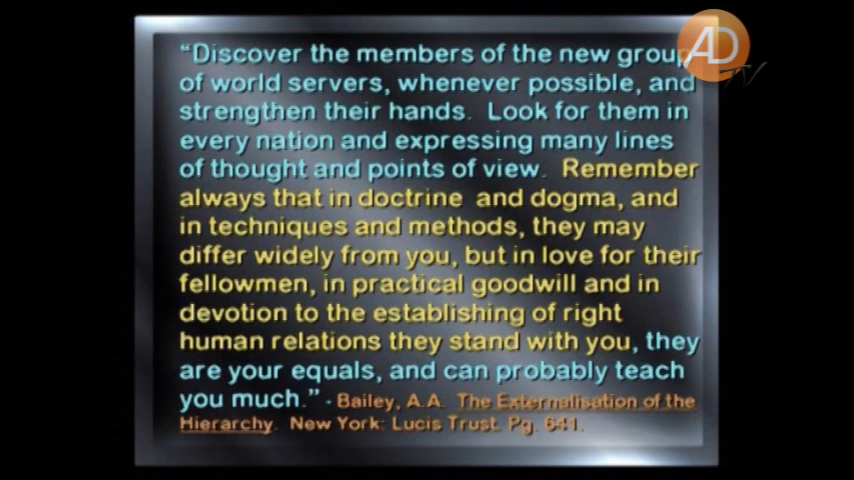 “Discover the members of the new group
of world servers, whenever possible, and
strengthen their hands. Look for them in
every nation and expressing many lines
of thought and points of view. Remember
always that in doctrine and dogma, and
in techniques and methods, they may
differ widely from you, but in love for their
fellowmen, in practical goodwill and in
devotion to the establishing of right
human relations they stand with you, they
are your equals, and can probably teach
you much.” - Bailey, A.A. The Externalisation of the
Hierarchy. New York: Lucis Trust. Pg. 641.
AD
TV